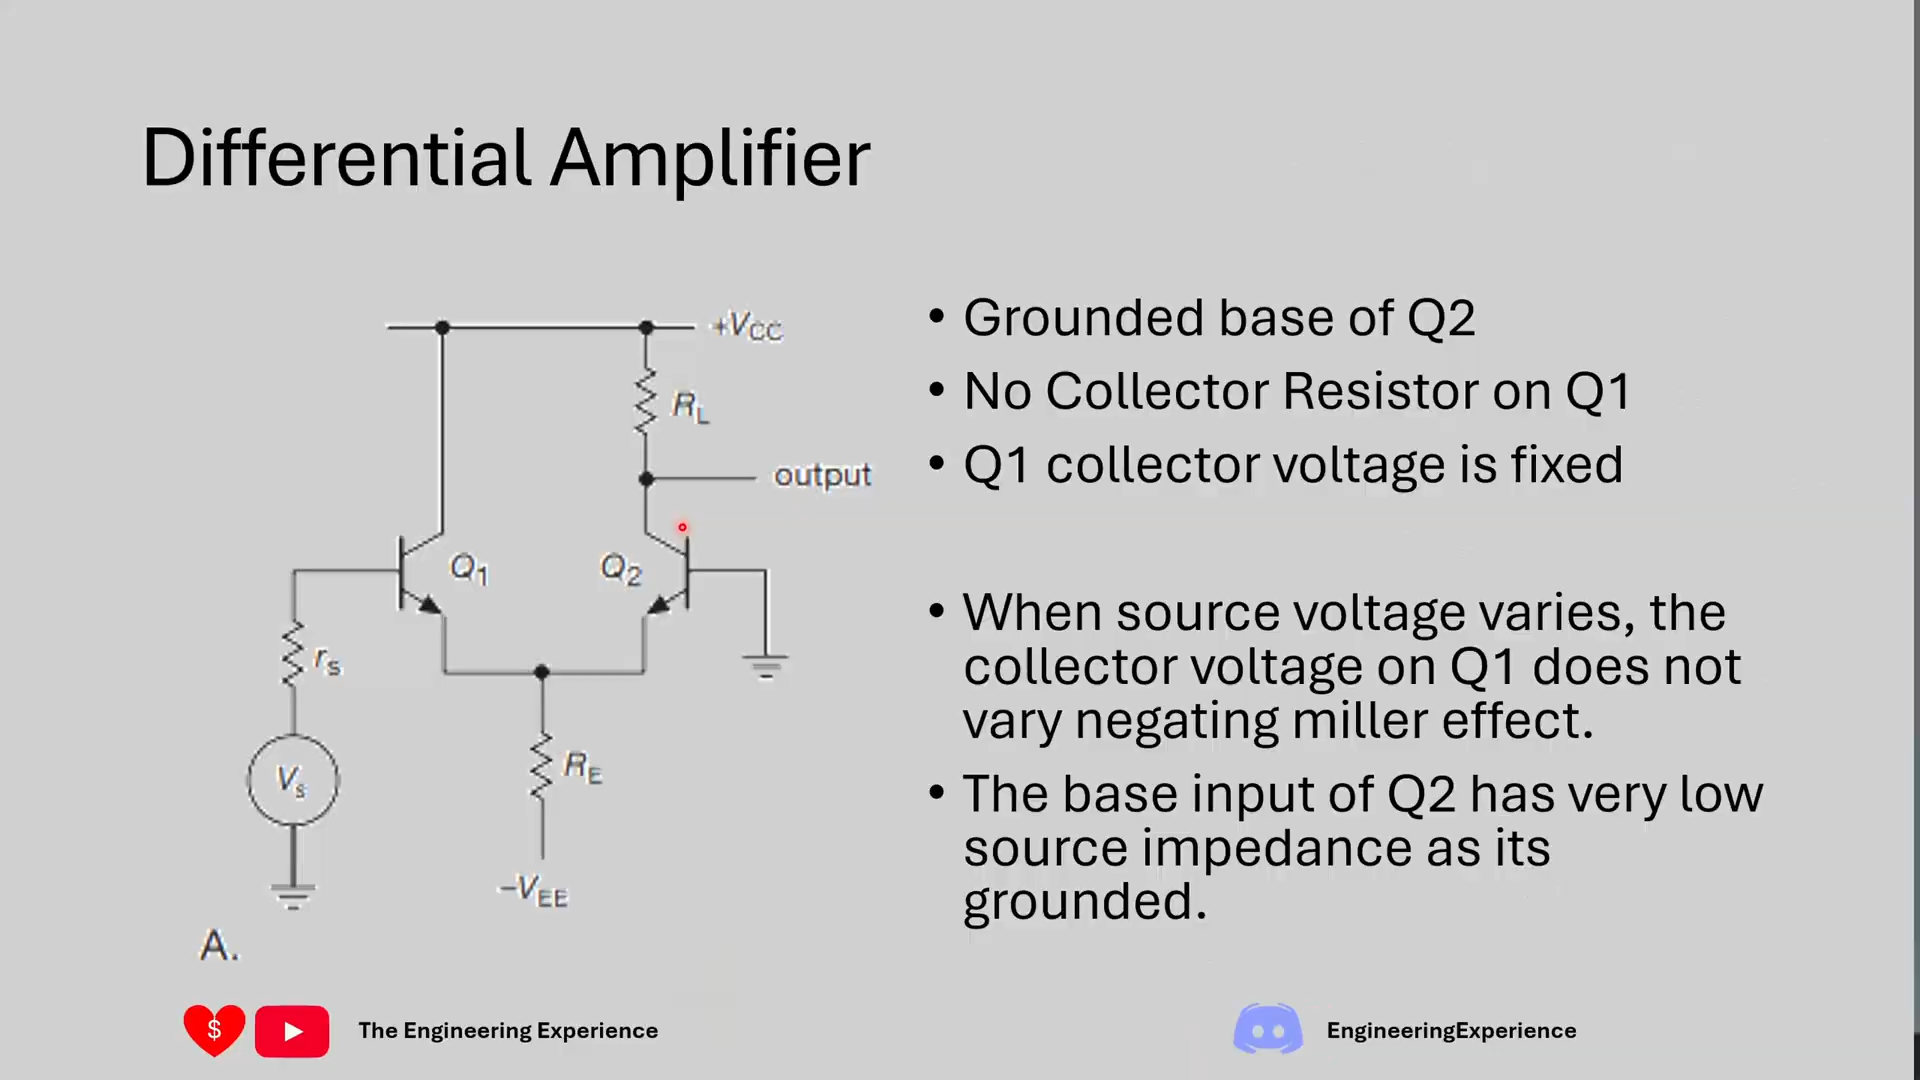 Differential Amplifier
+VCC
RL
output
Q1
Q2
rs
Vs
RE
−VEE
A.
• Grounded base of Q2
• No Collector Resistor on Q1
• Q1 collector voltage is fixed
• When source voltage varies, the
collector voltage on Q1 does not
vary negating miller effect.
• The base input of Q2 has very low
source impedance as its
grounded.
$
The Engineering Experience
EngineeringExperience